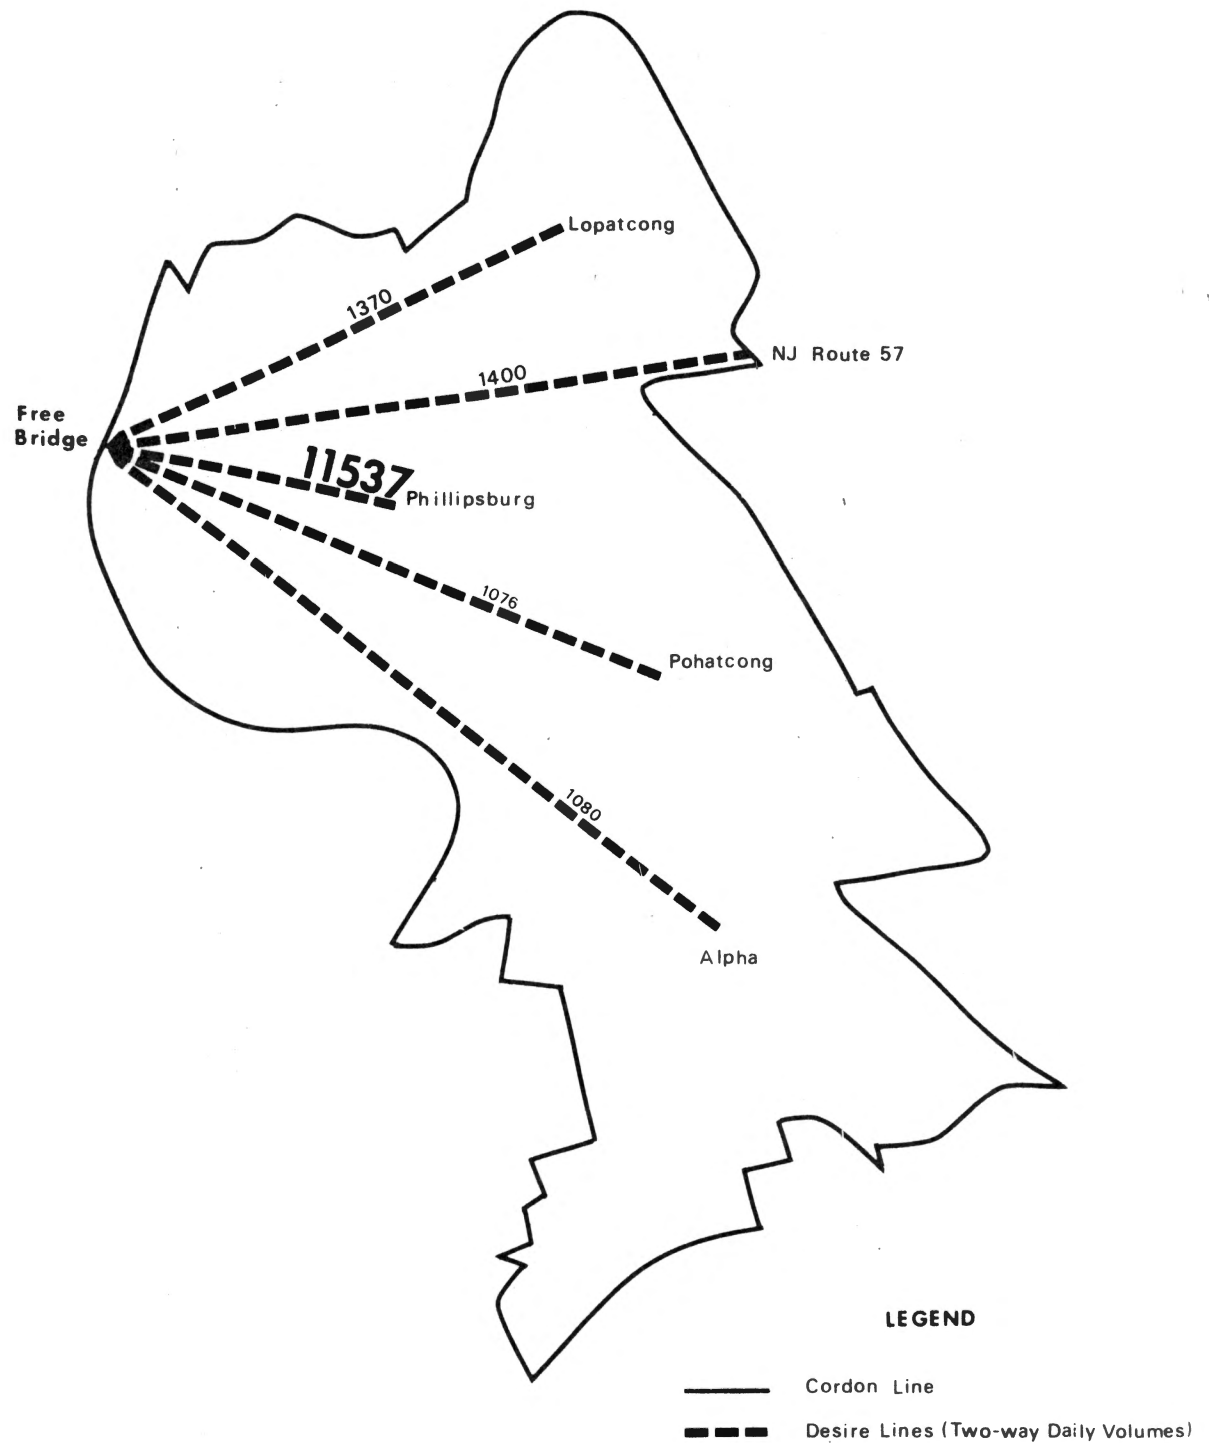 Lopatcong
1370
NJ Route 57
1400
Free
Bridge
11537
Phillipsburg
1076
Pohatcong
1080
Alpha
LEGEND
Cordon Line
Desire Lines (Two-way Daily Volumes)